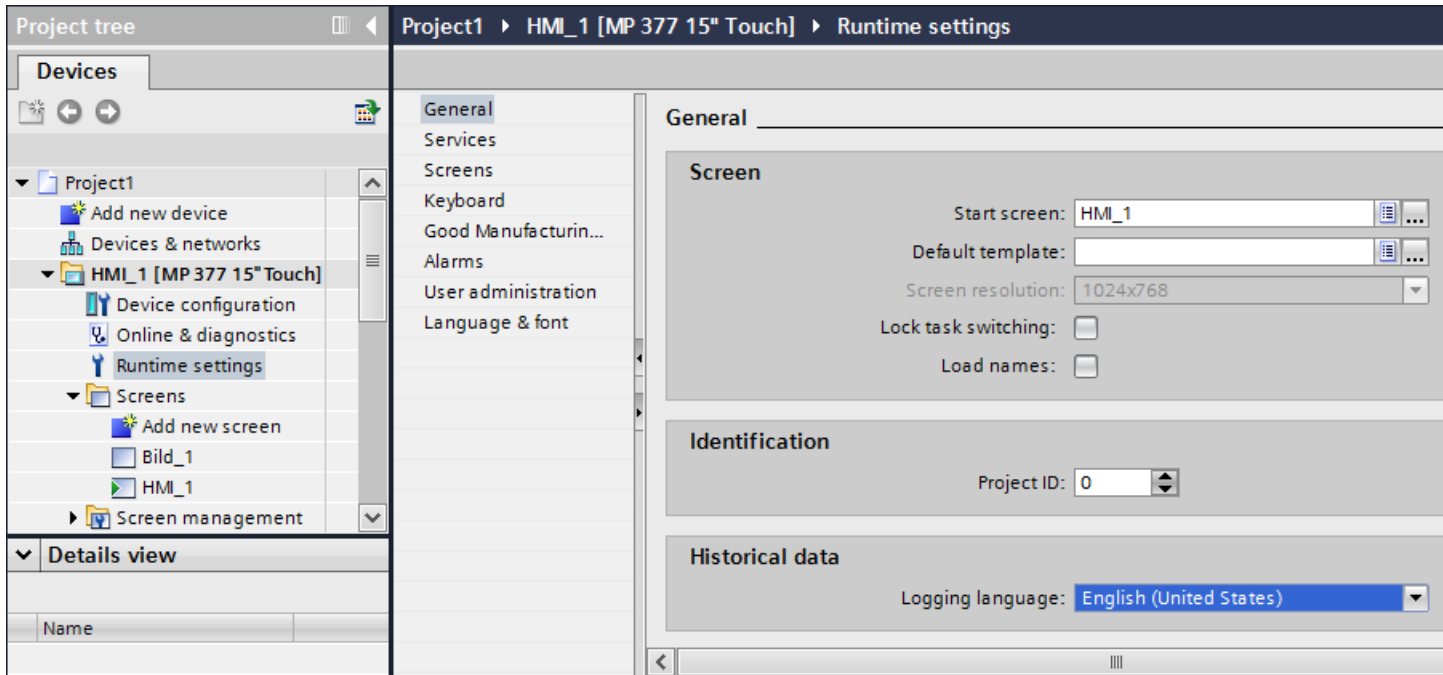 Project tree
Devices
Project1
Add new device
Devices & networks
HMI_1 [MP 377 15" Touch]
Device configuration
Online & diagnostics
Runtime settings
Screens
Add new screen
Bild_1
HMI_1
Screen management
Details view
Name
Project1 HMI_1 [MP 377 15" Touch] Runtime settings
General
Services
Screens
Keyboard
Good Manufacturin...
Alarms
User administration
Language & font
General
Screen
Start screen: HMI_1
Default template:
Screen resolution: 1024x768
Lock task switching:
Load names:
Identification
Project ID: 0
Historical data
Logging language: English (United States)